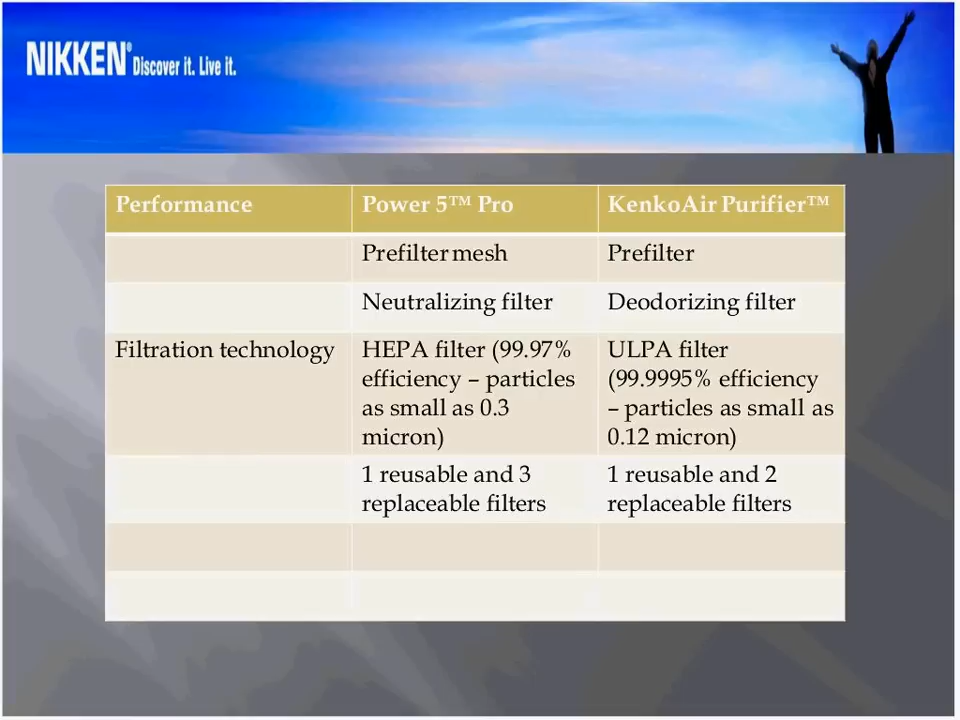 NIKKEN® Discover it. Live it.
Performance Power 5™ Pro KenkoAir Purifier™
Prefilter mesh Prefilter
Neutralizing filter Deodorizing filter
Filtration technology HEPA filter (99.97% ULPA filter
efficiency – particles (99.9995% efficiency
as small as 0.3 – particles as small as
micron) 0.12 micron)
1 reusable and 3 1 reusable and 2
replaceable filters replaceable filters